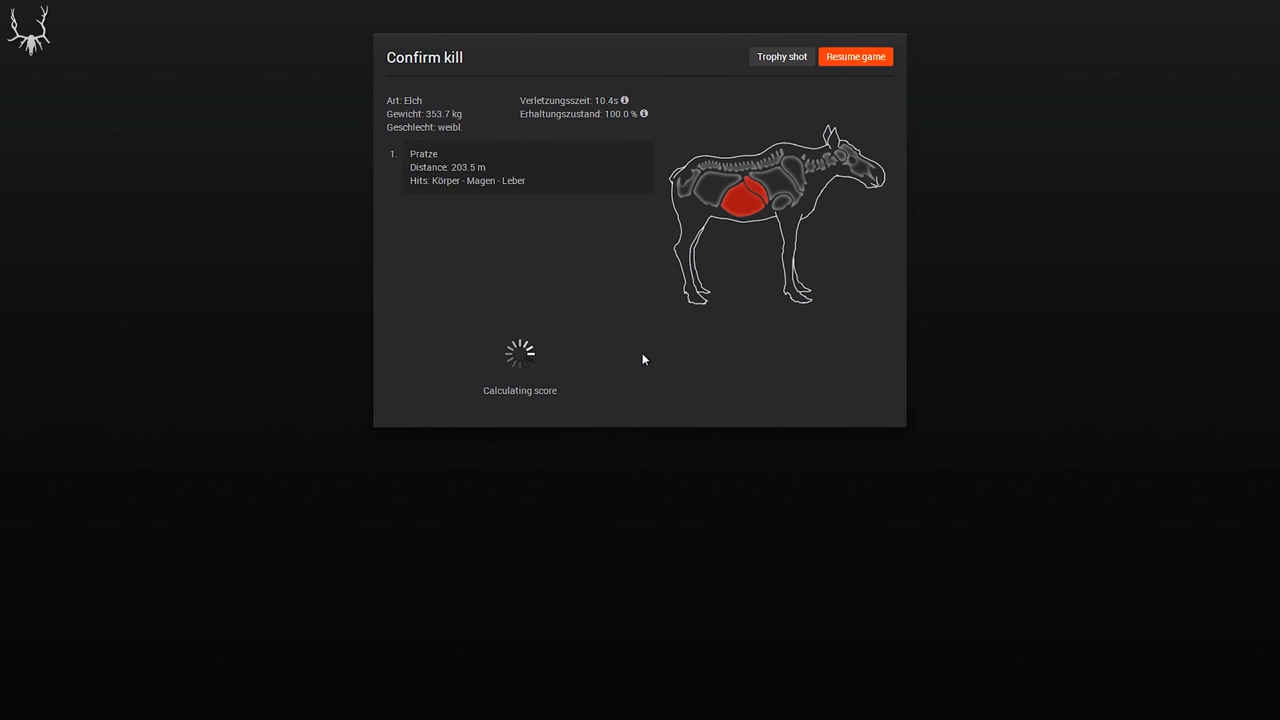 Confirm kill
Trophy shot
Resume game
Art: Elch
Gewicht: 353.7 kg
Geschlecht: weibl.
Verletzungsszeit: 10.4s
Erhaltungszustand: 100.0 %
1.
Pratze
Distance: 203.5 m
Hits: Körper - Magen - Leber
Calculating score